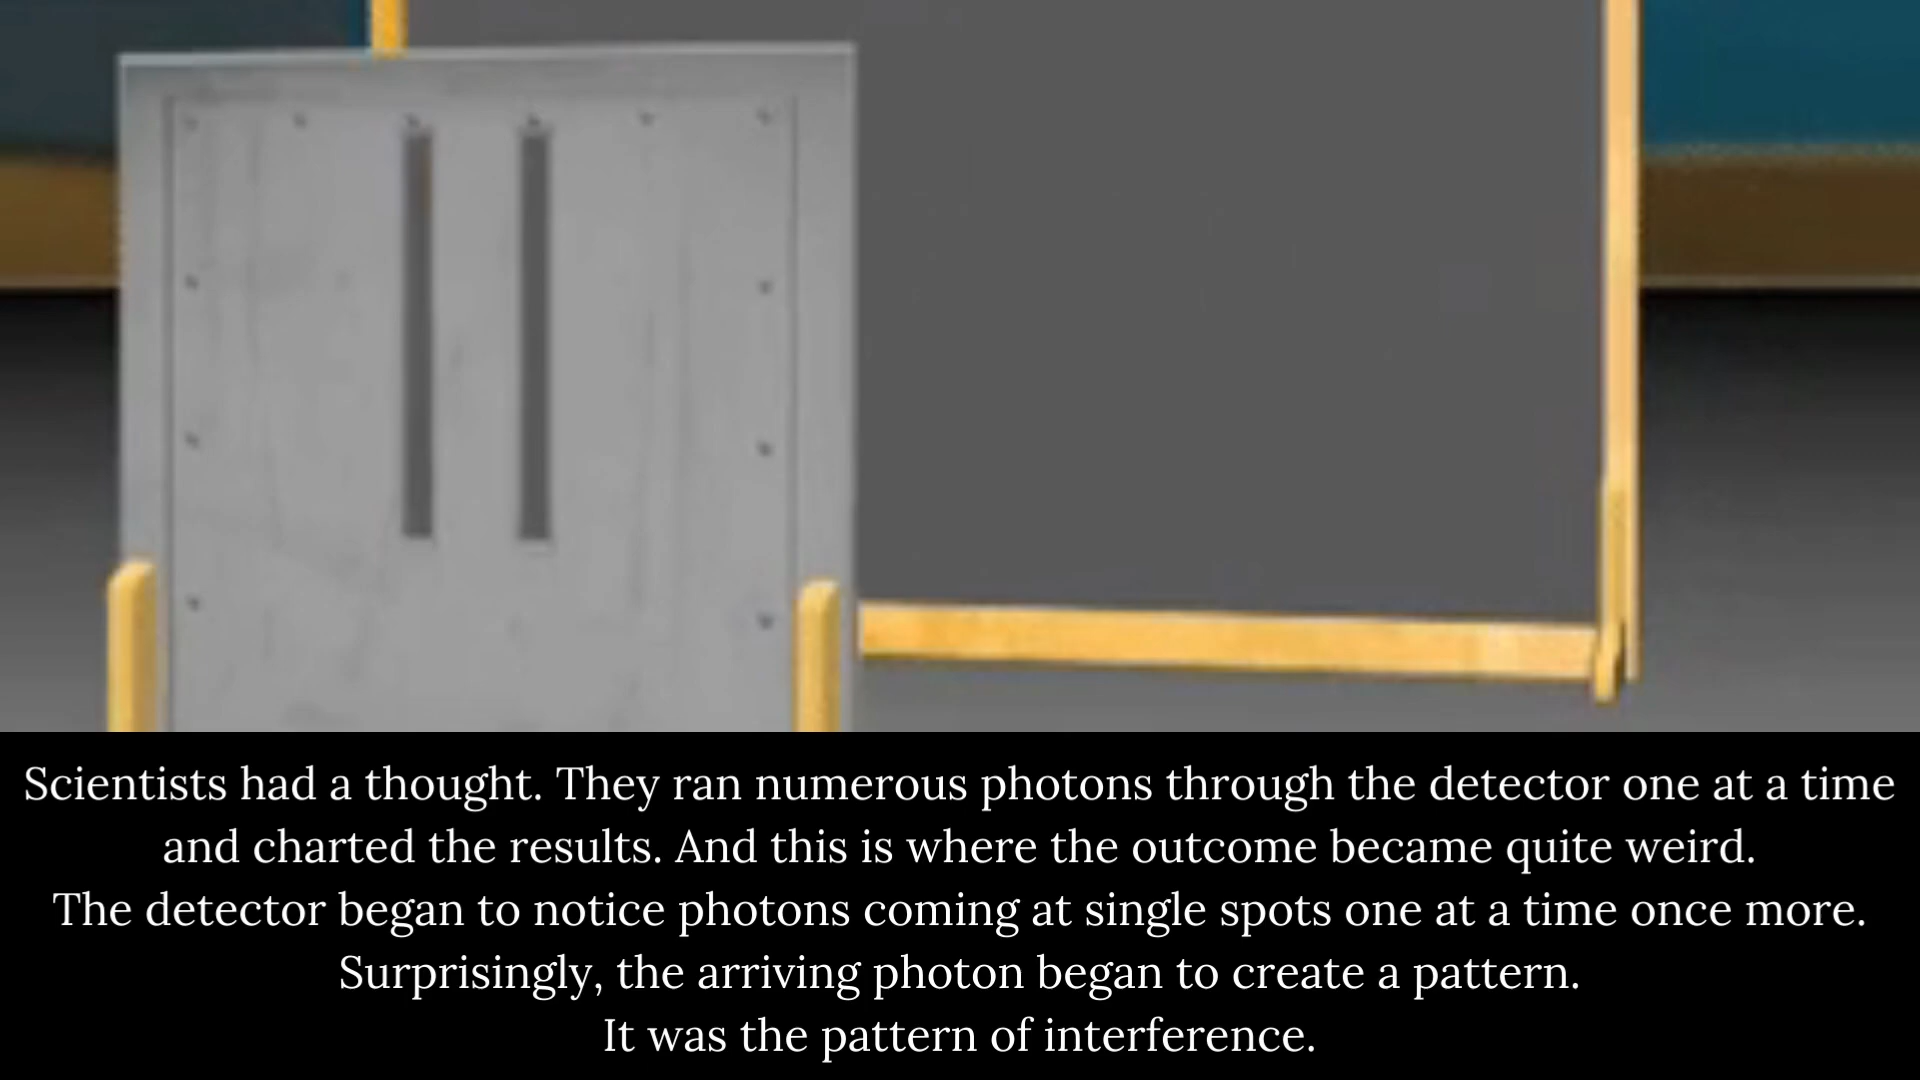 Scientists had a thought. They ran numerous photons through the detector one at a time
and charted the results. And this is where the outcome became quite weird.
The detector began to notice photons coming at single spots one at a time once more.
Surprisingly, the arriving photon began to create a pattern.
It was the pattern of interference.